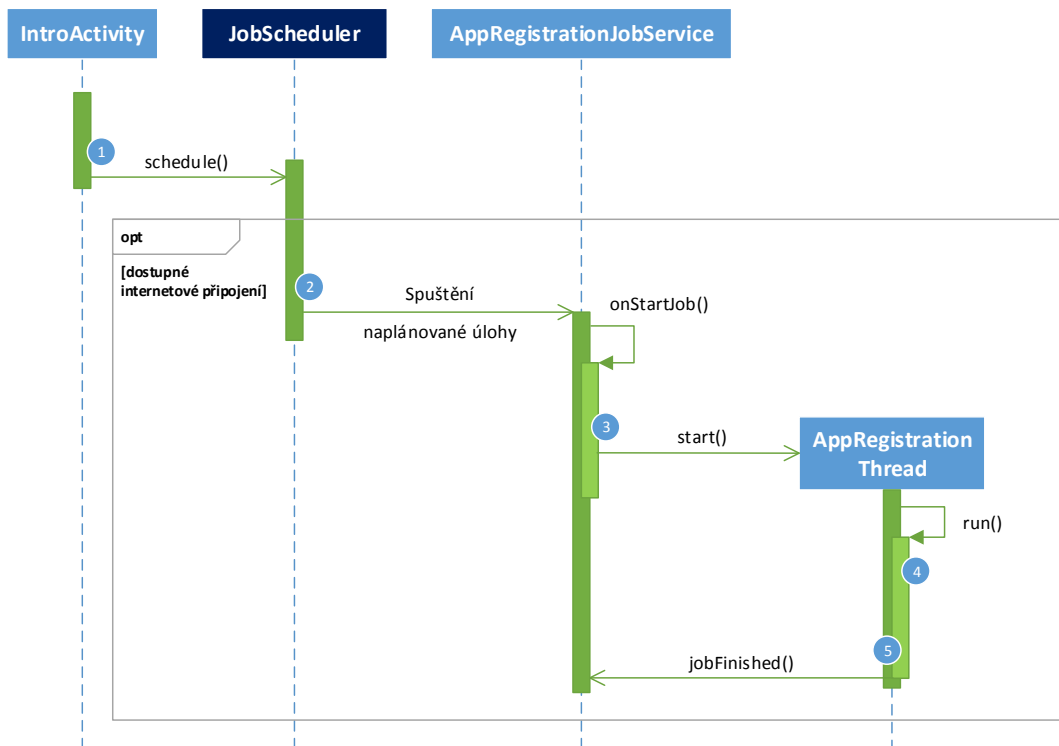 IntroActivity
JobScheduler
AppRegistrationJobService
1
schedule()
opt
[dostupné
internetové připojení]
2
Spuštění
naplánované úlohy
onStartJob()
3
start()
AppRegistration
Thread
run()
4
5
jobFinished()